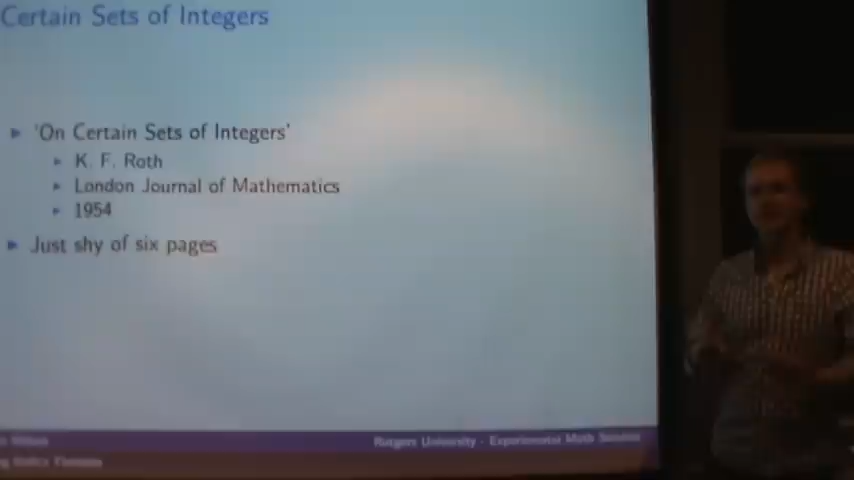 Certain Sets of Integers
'On Certain Sets of Integers'
K. F. Roth
London Journal of Mathematics
1954
Just shy of six pages
Rutgers University - Experimental Math Seminar